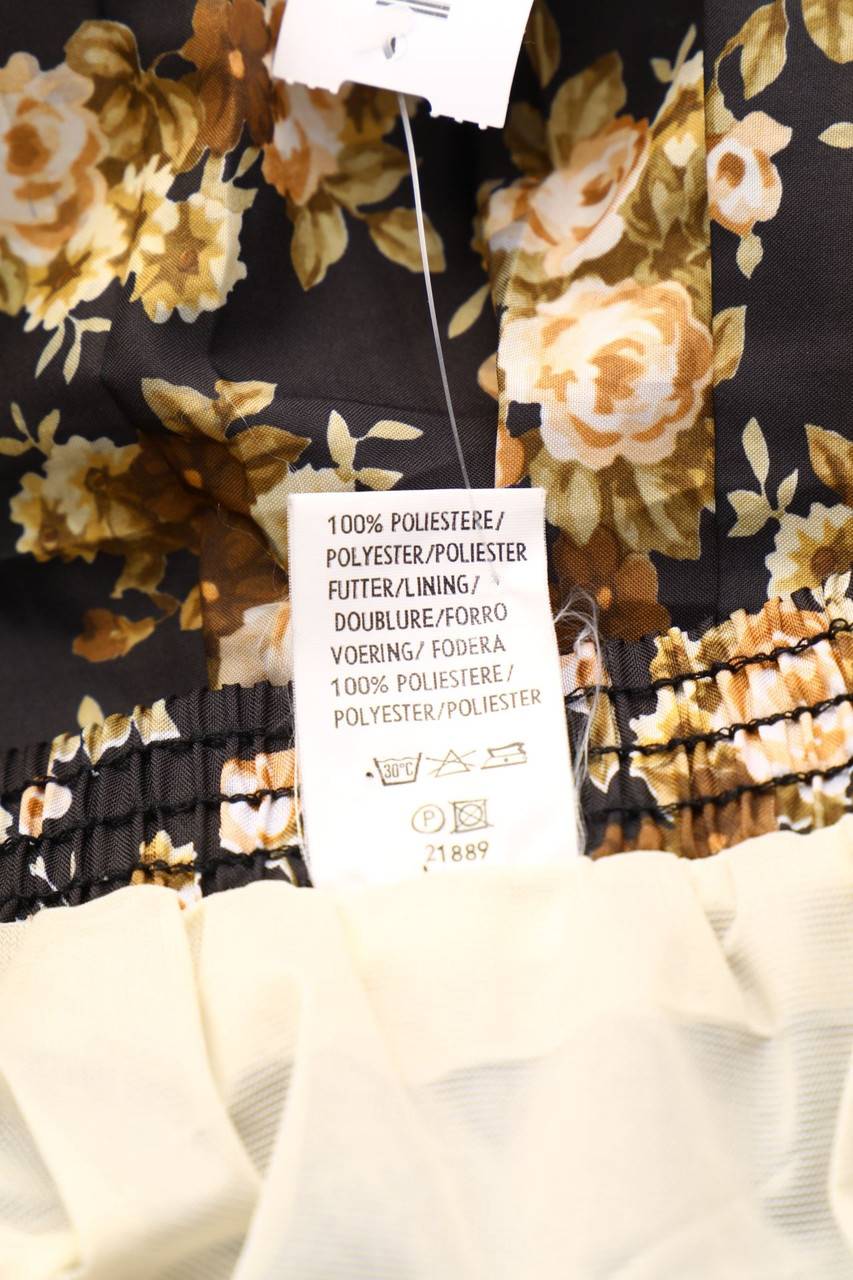 100% POLIESTERE/
POLYESTER/POLIESTER
FUTTER/LINING/
DOUBLURE/FORRO
VOERING/ FODERA
100% POLIESTERE/
POLYESTER/POLIESTER
30°C
P
21889